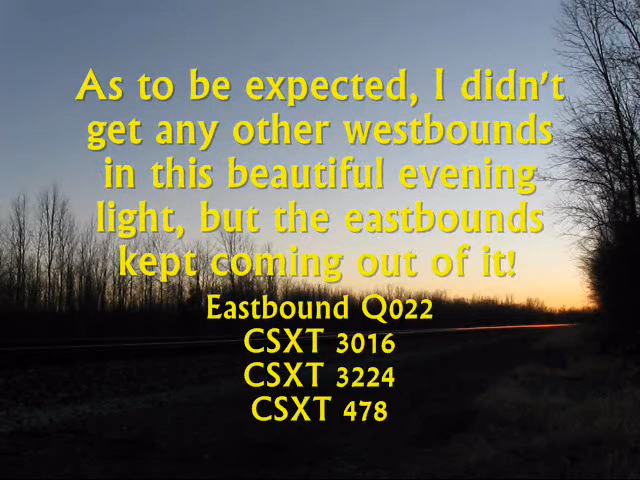 As to be expected, I didn't
get any other westbounds
in this beautiful evening
light, but the eastbounds
kept coming out of it!
Eastbound Q022
CSXT 3016
CSXT 3224
CSXT 478